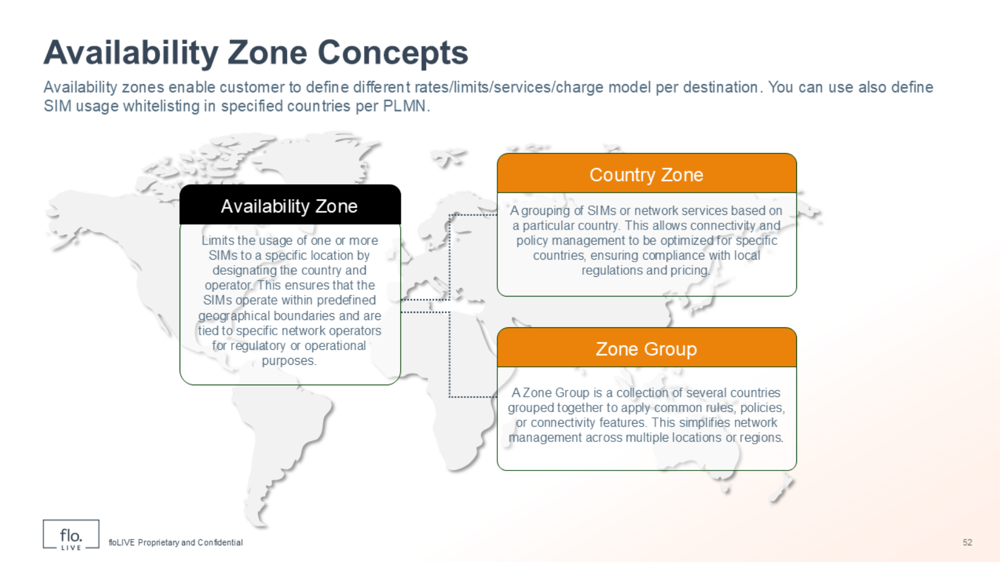 Availability Zone Concepts
Availability zones enable customer to define different rates/limits/services/charge model per destination. You can use also define
SIM usage whitelisting in specified countries per PLMN.
Availability Zone
Limits the usage of one or more
SIMs to a specific location by
designating the country and
operator. This ensures that the
SIMs operate within predefined
geographical boundaries and are
tied to specific network operators
for regulatory or operational
purposes.
Country Zone
A grouping of SIMs or network services based on
a particular country. This allows connectivity and
policy management to be optimized for specific
countries, ensuring compliance with local
regulations and pricing.
Zone Group
A Zone Group is a collection of several countries
grouped together to apply common rules, policies,
or connectivity features. This simplifies network
management across multiple locations or regions.
flo.
LIVE
floLIVE Proprietary and Confidential
52